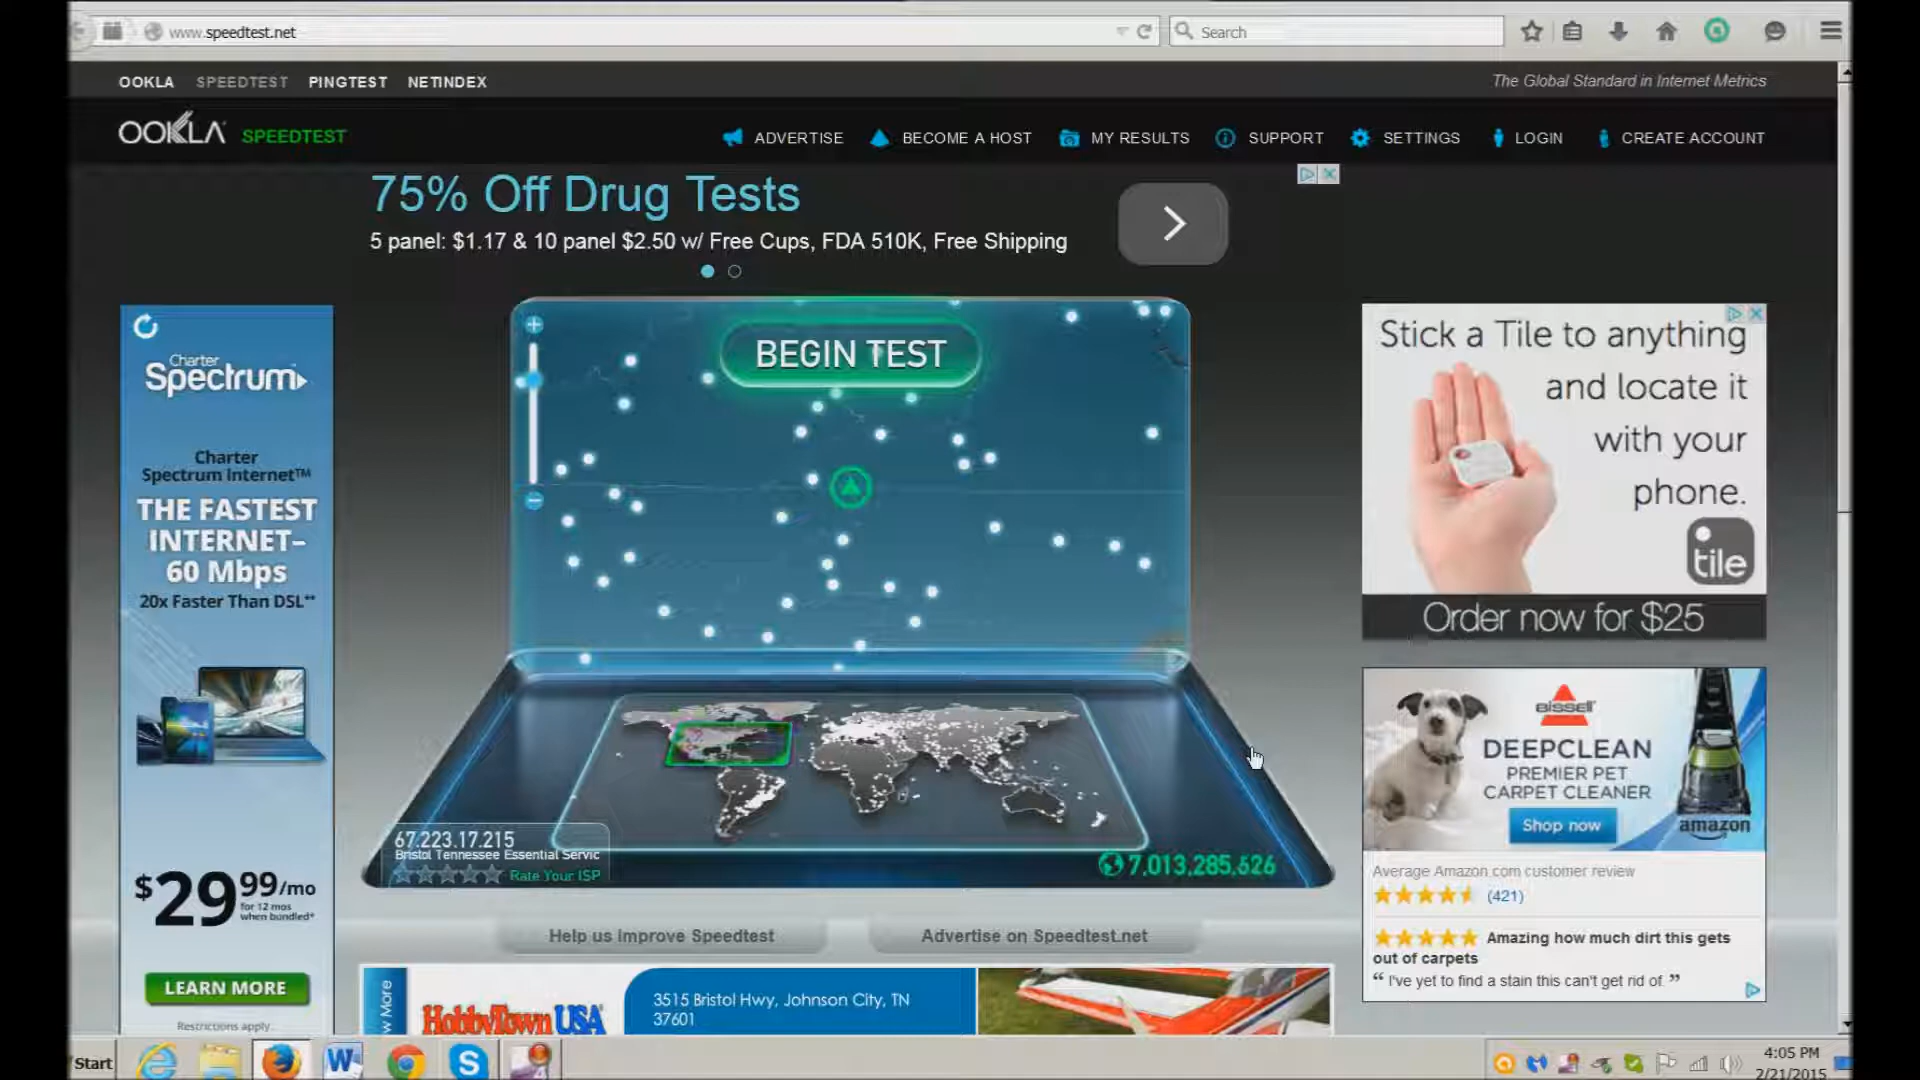 www.speedtest.net
Search
OOKLA SPEEDTEST PINGTEST NETINDEX
The Global Standard in Internet Metrics
OOKLA SPEEDTEST
ADVERTISE BECOME A HOST MY RESULTS SUPPORT SETTINGS LOGIN CREATE ACCOUNT
75% Off Drug Tests
5 panel: $1.17 & 10 panel $2.50 w/ Free Cups, FDA 510K, Free Shipping
Charter
Spectrum
Charter
Spectrum Internet™
THE FASTEST
INTERNET–
60 Mbps
20x Faster Than DSL**
$29 99/mo
for 12 mos
when bundled*
LEARN MORE
Restrictions apply.
BEGIN TEST
67.223.17.215
Bristol Tennessee Essential Servic
Rate Your ISP
7,013,285,626
Help us Improve Speedtest
Advertise on Speedtest.net
HobbyTown USA
3515 Bristol Hwy, Johnson City, TN
37601
Stick a Tile to anything
and locate it
with your
phone.
tile
Order now for $25
BISSELL
DEEPCLEAN
PREMIER PET
CARPET CLEANER
Shop now
amazon
Average Amazon.com customer review
(421)
Amazing how much dirt this gets
out of carpets
“ I've yet to find a stain this can't get rid of. ”
Start
4:05 PM
2/21/2015